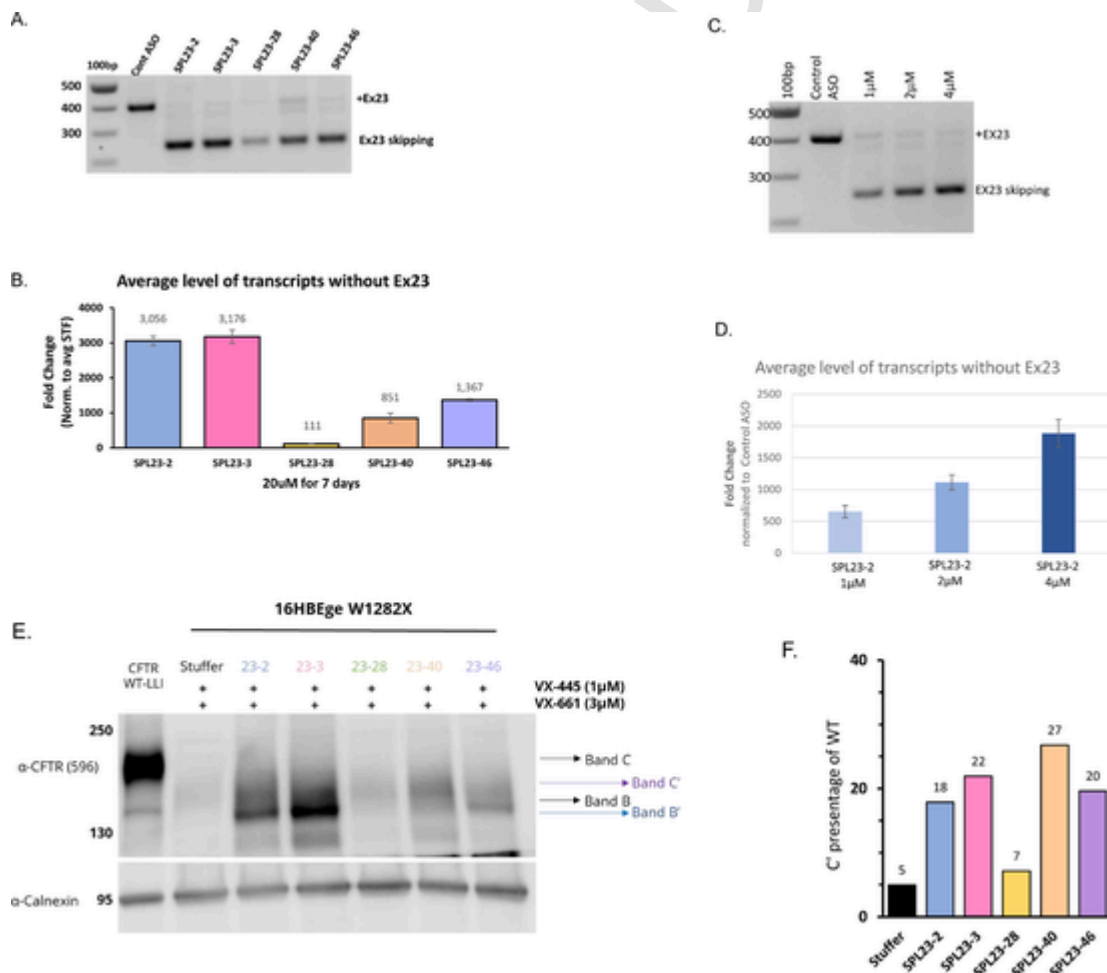 A.
100bp
Cont ASO
SPL23-2
SPL23-3
SPL23-28
SPL23-40
SPL23-46
500
400
300
+Ex23
Ex23 skipping
C.
100bp
Control ASO
1μM
2μM
4μM
500
400
300
+EX23
EX23 skipping
B.
Average level of transcripts without Ex23
Fold Change
(Norm. to avg STF)
4000
3000
2000
1000
0
3,056
3,176
111
851
1,367
SPL23-2
SPL23-3
SPL23-28
SPL23-40
SPL23-46
20uM for 7 days
D.
Average level of transcripts without Ex23
Fold Change
normalized to Control ASO
2500
2000
1500
1000
500
0
SPL23-2
1μM
SPL23-2
2μM
SPL23-2
4μM
E.
16HBEge W1282X
CFTR
WT-LLI
Stuffer
23-2
23-3
23-28
23-40
23-46
+ + + + + + VX-445 (1μM)
+ + + + + + VX-661 (3μM)
250
α-CFTR (596)
130
Band C
Band C'
Band B
Band B'
α-Calnexin
95
F.
C' presentage of WT
40
20
0
5
18
22
7
27
20
Stuffer
SPL23-2
SPL23-3
SPL23-28
SPL23-40
SPL23-46